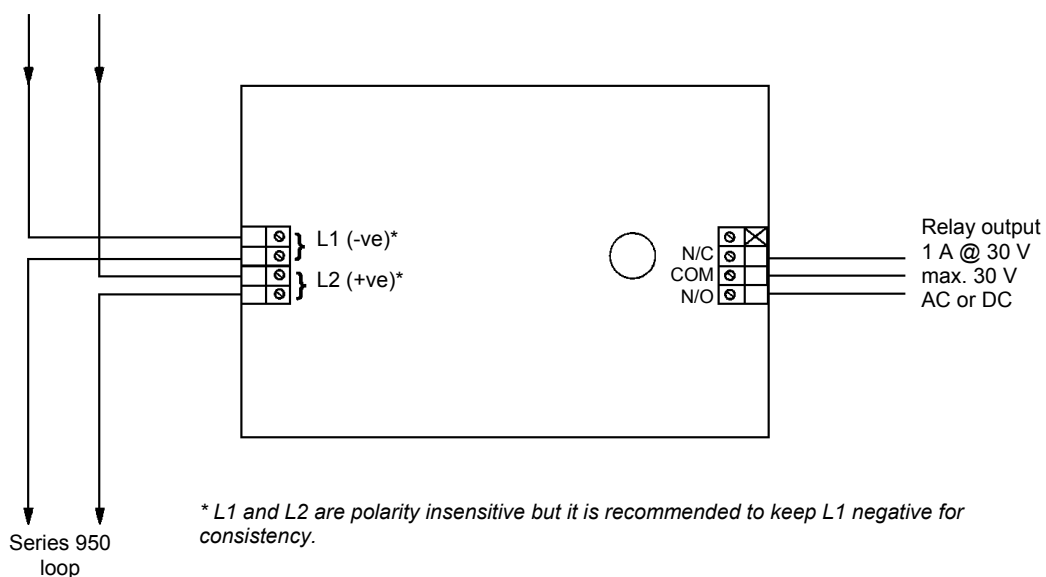 L1 (-ve)*
L2 (+ve)*
N/C
COM
N/O
Relay output
1 A @ 30 V
max. 30 V
AC or DC
* L1 and L2 are polarity insensitive but it is recommended to keep L1 negative for
consistency.
Series 950
loop